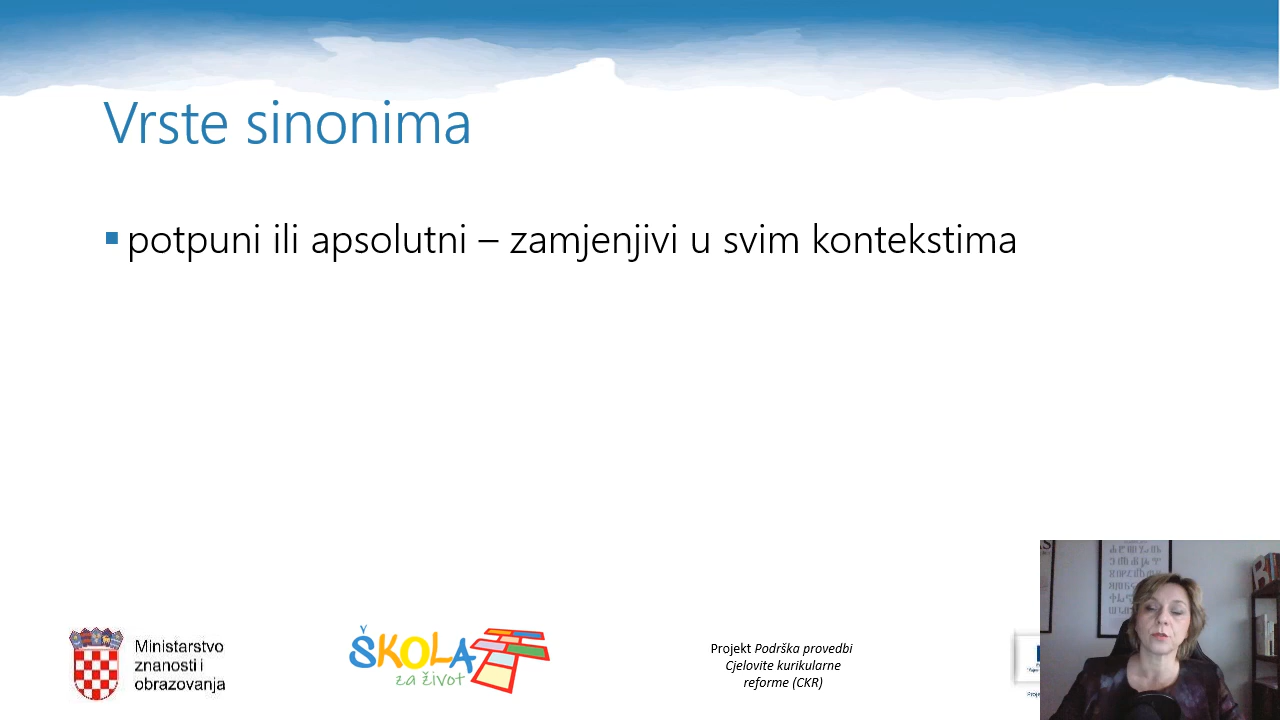 Vrste sinonima
potpuni ili apsolutni – zamjenjivi u svim kontekstima
Ministarstvo
znanosti i
obrazovanja
ŠKOLA
za život
Projekt Podrška provedbi
Cjelovite kurikularne
reforme (CKR)